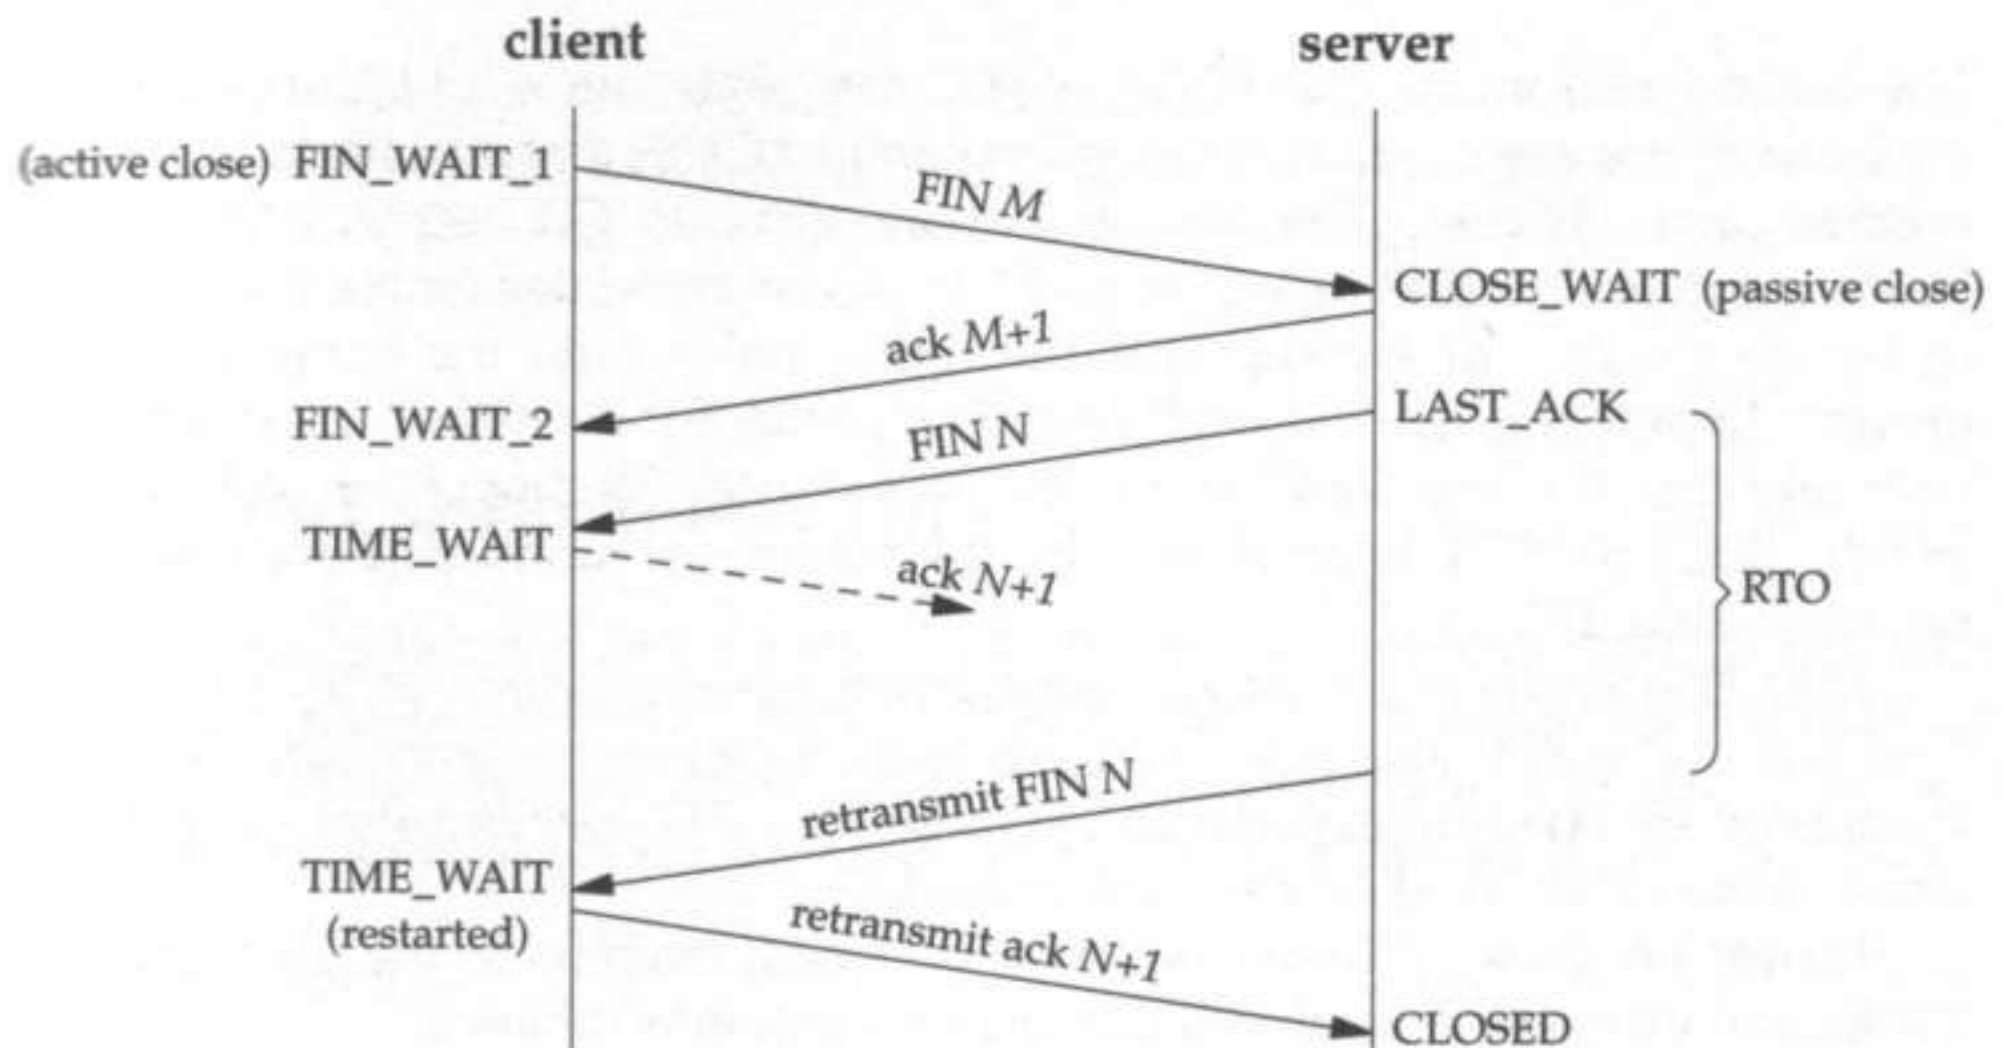 client
server
(active close) FIN_WAIT_1
FIN M
CLOSE_WAIT (passive close)
ack M+1
LAST_ACK
FIN_WAIT_2
FIN N
TIME_WAIT
ack N+1
RTO
retransmit FIN N
TIME_WAIT
(restarted)
retransmit ack N+1
CLOSED